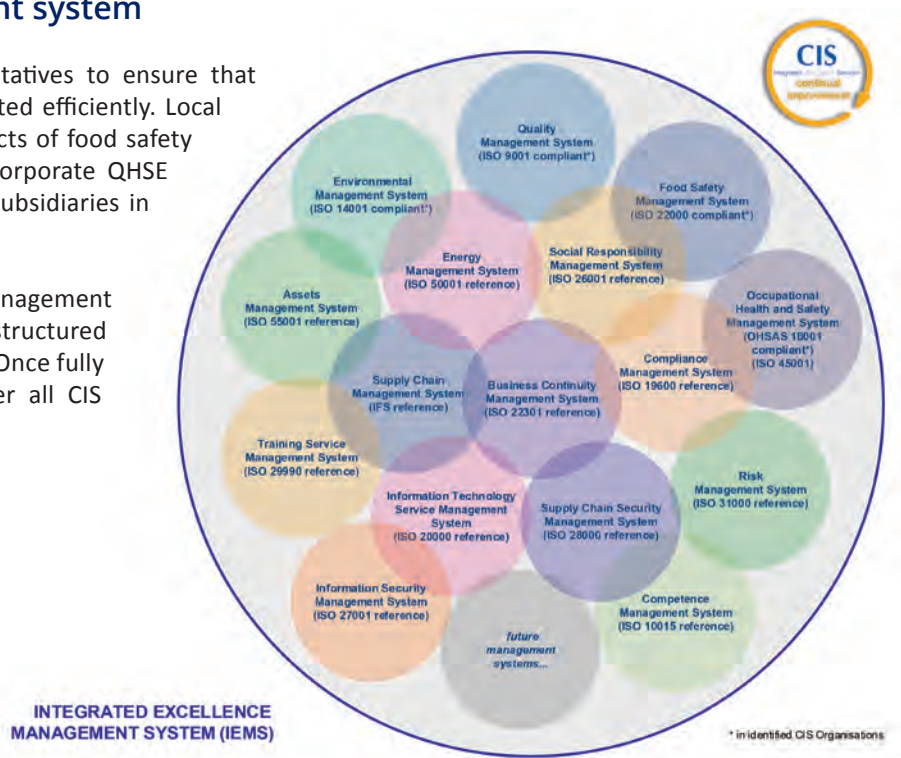 nt system
tatives to ensure that
ted efficiently. Local
cts of food safety
orporate QHSE
ubsidiaries in
anagement
structured
Once fully
er all CIS
CIS
continual
improvement
Quality
Management System
(ISO 9001 compliant*)
Environmental
Management System
(ISO 14001 compliant*)
Food Safety
Management System
(ISO 22000 compliant*)
Energy
Management System
(ISO 50001 reference)
Social Responsibility
Management System
(ISO 26001 reference)
Assets
Management System
(ISO 55001 reference)
Occupational
Health and Safety
Management System
(OHSAS 18001
compliant*)
(ISO 45001)
Compliance
Management System
(ISO 19600 reference)
Supply Chain
Management System
(IFS reference)
Business Continuity
Management System
(ISO 22301 reference)
Training Service
Management System
(ISO 29990 reference)
Risk
Management System
(ISO 31000 reference)
Information Technology
Service Management
System
(ISO 20000 reference)
Supply Chain Security
Management System
(ISO 28000 reference)
Information Security
Management System
(ISO 27001 reference)
Competence
Management System
(ISO 10015 reference)
future
management
systems...
INTEGRATED EXCELLENCE
MANAGEMENT SYSTEM (IEMS)
* in identified CIS Organisations